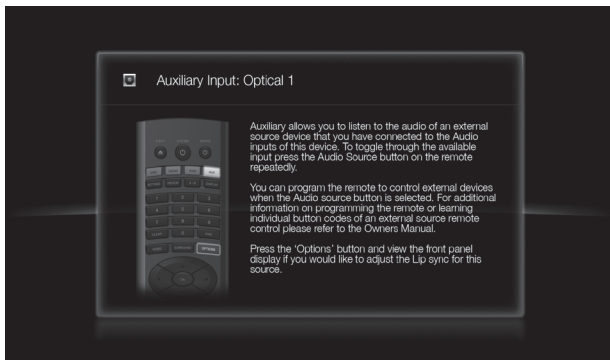 Auxiliary Input: Optical 1
Auxiliary allows you to listen to the audio of an external
source device that you have connected to the Audio
inputs of this device. To toggle through the available
input press the Audio Source button on the remote
repeatedly.
You can program the remote to control external devices
when the Audio source button is selected. For additional
information on programming the remote or learning
individual button codes of an external source remote
control please refer to the Owners Manual.
Press the 'Options' button and view the front panel
display if you would like to adjust the Lip sync for this
source.
AUX
1 2 3
OPTIONS